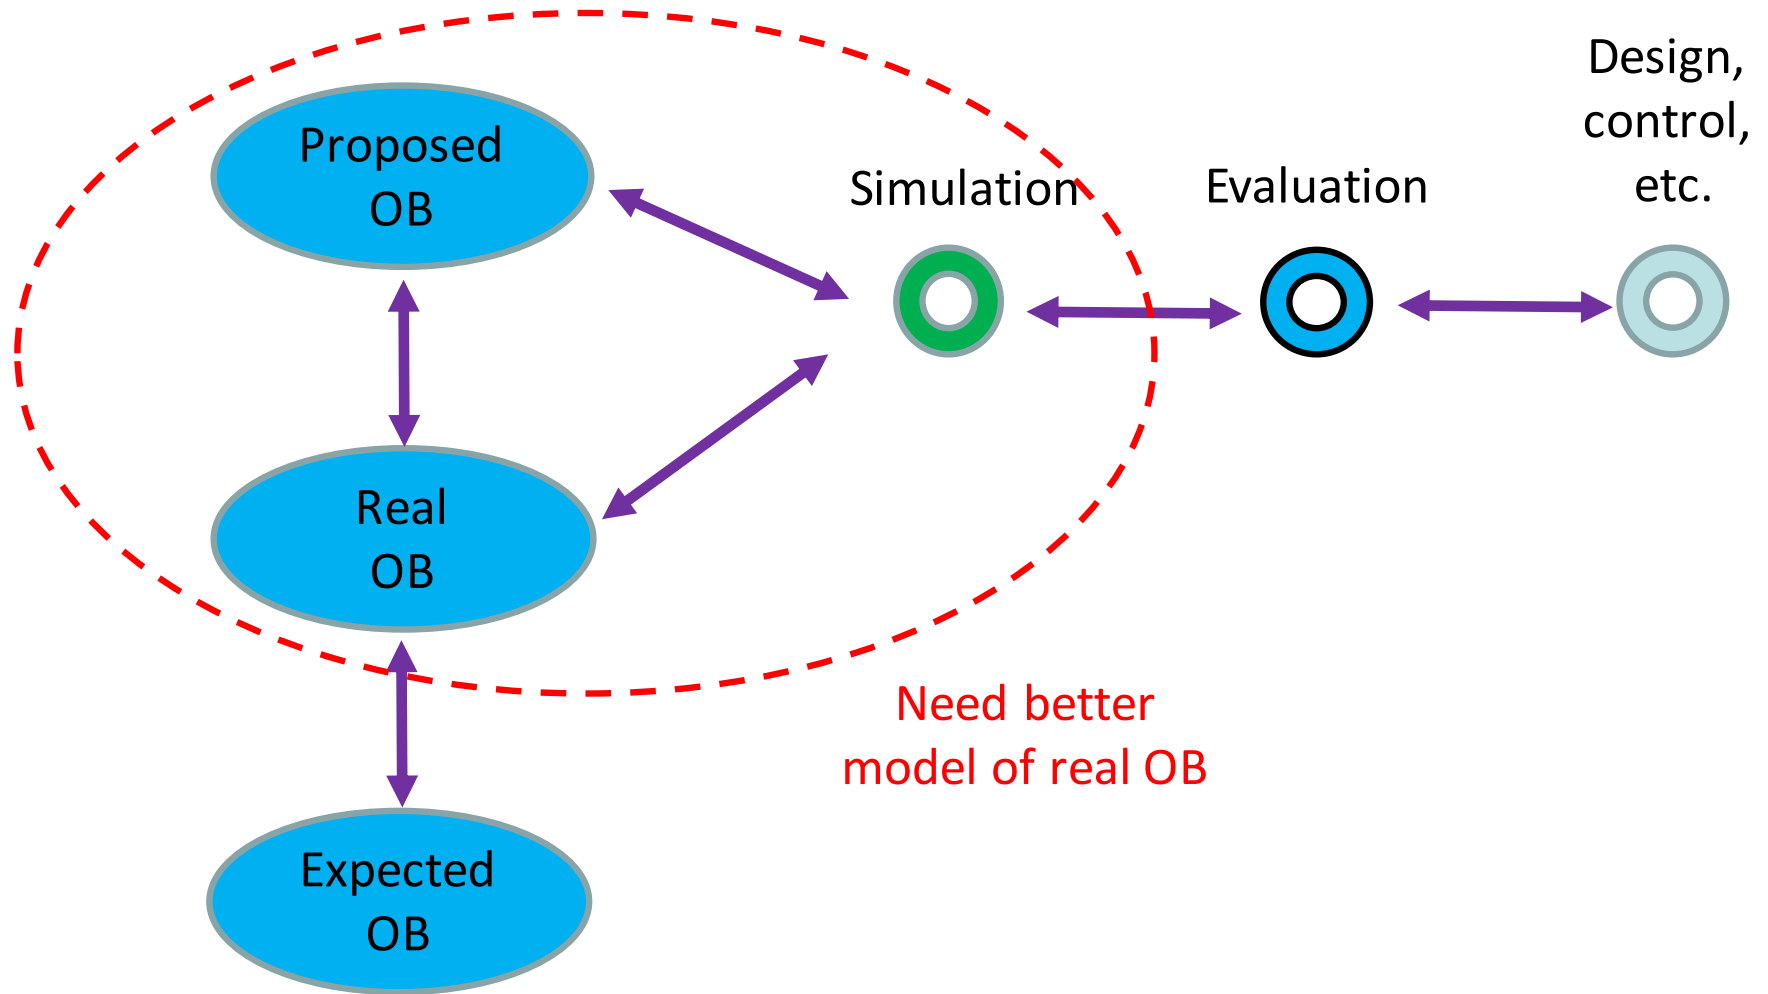 Proposed
OB
Simulation
Evaluation
Design,
control,
etc.
Real
OB
Need better
model of real OB
Expected
OB